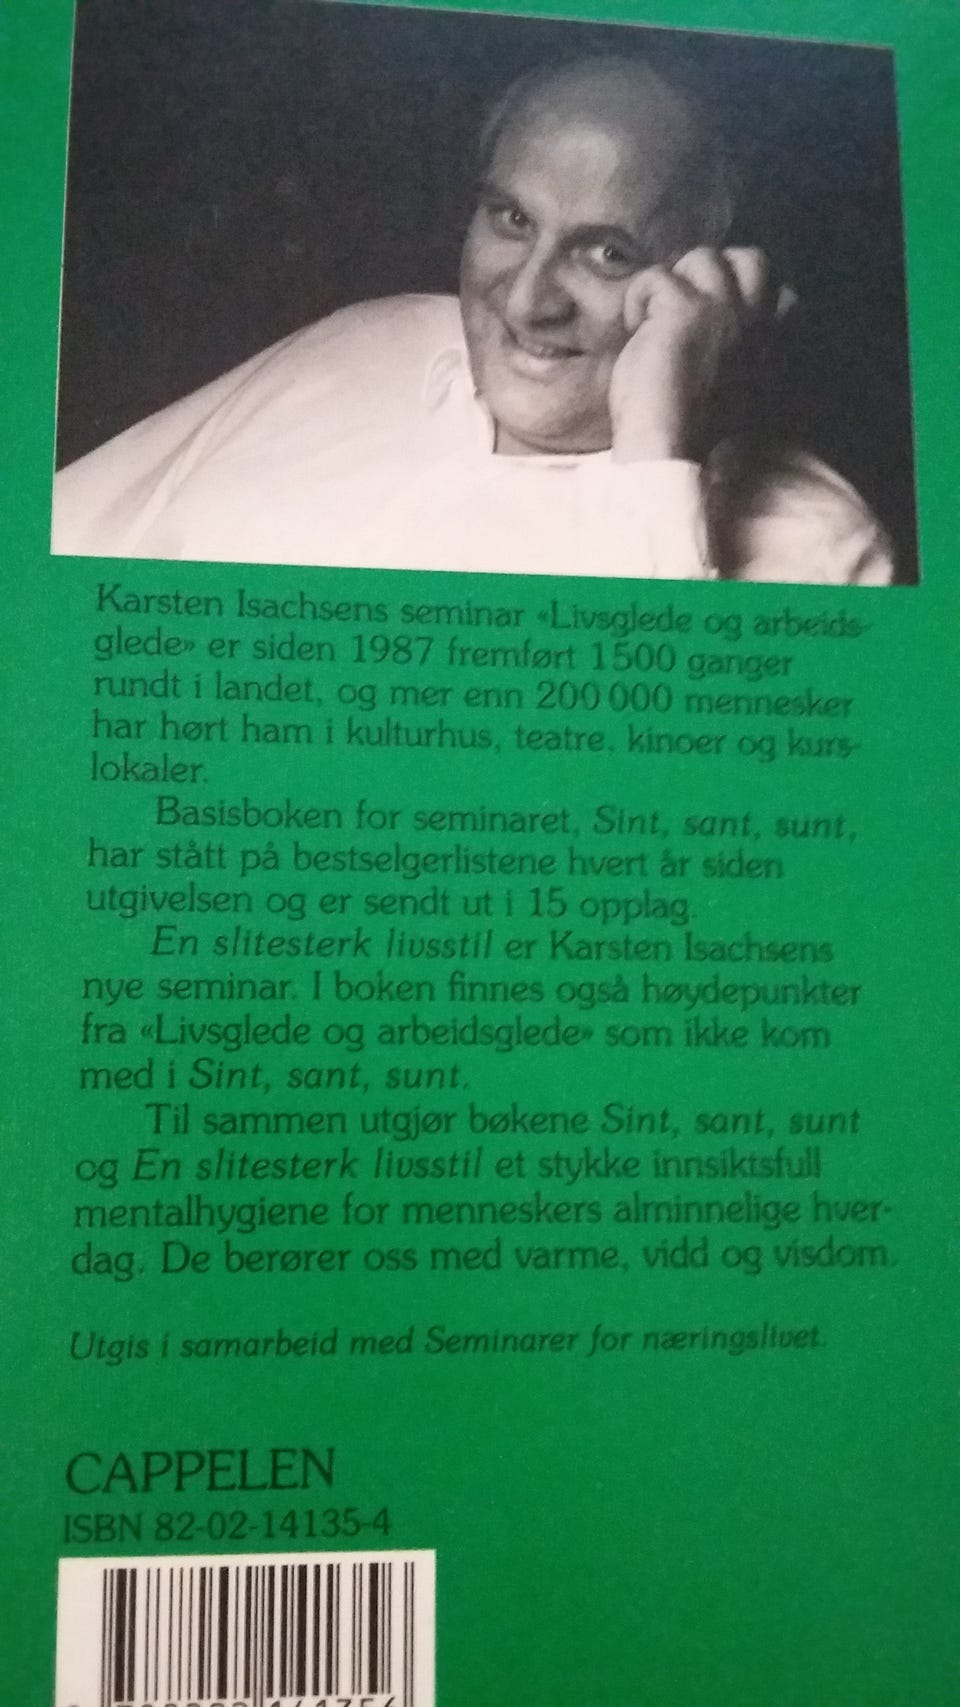 Karsten Isachsens seminar «Livsglede og arbeids-
glede» er siden 1987 fremført 1500 ganger
rundt i landet, og mer enn 200 000 mennesker
har hørt ham i kulturhus, teatre, kinoer og kurs-
lokaler.
Basisboken for seminaret, Sint, sant, sunt,
har stått på bestselgerlistene hvert år siden
utgivelsen og er sendt ut i 15 opplag.
En slitesterk livsstil er Karsten Isachsens
nye seminar. I boken finnes også høydepunkter
fra «Livsglede og arbeidsglede» som ikke kom
med i Sint, sant, sunt.
Til sammen utgjør bøkene Sint, sant, sunt
og En slitesterk livsstil et stykke innsiktsfull
mentalhygiene for menneskers alminnelige hver-
dag. De berører oss med varme, vidd og visdom.
Utgis i samarbeid med Seminarer for næringslivet.
CAPPELEN
ISBN 82-02-14135-4